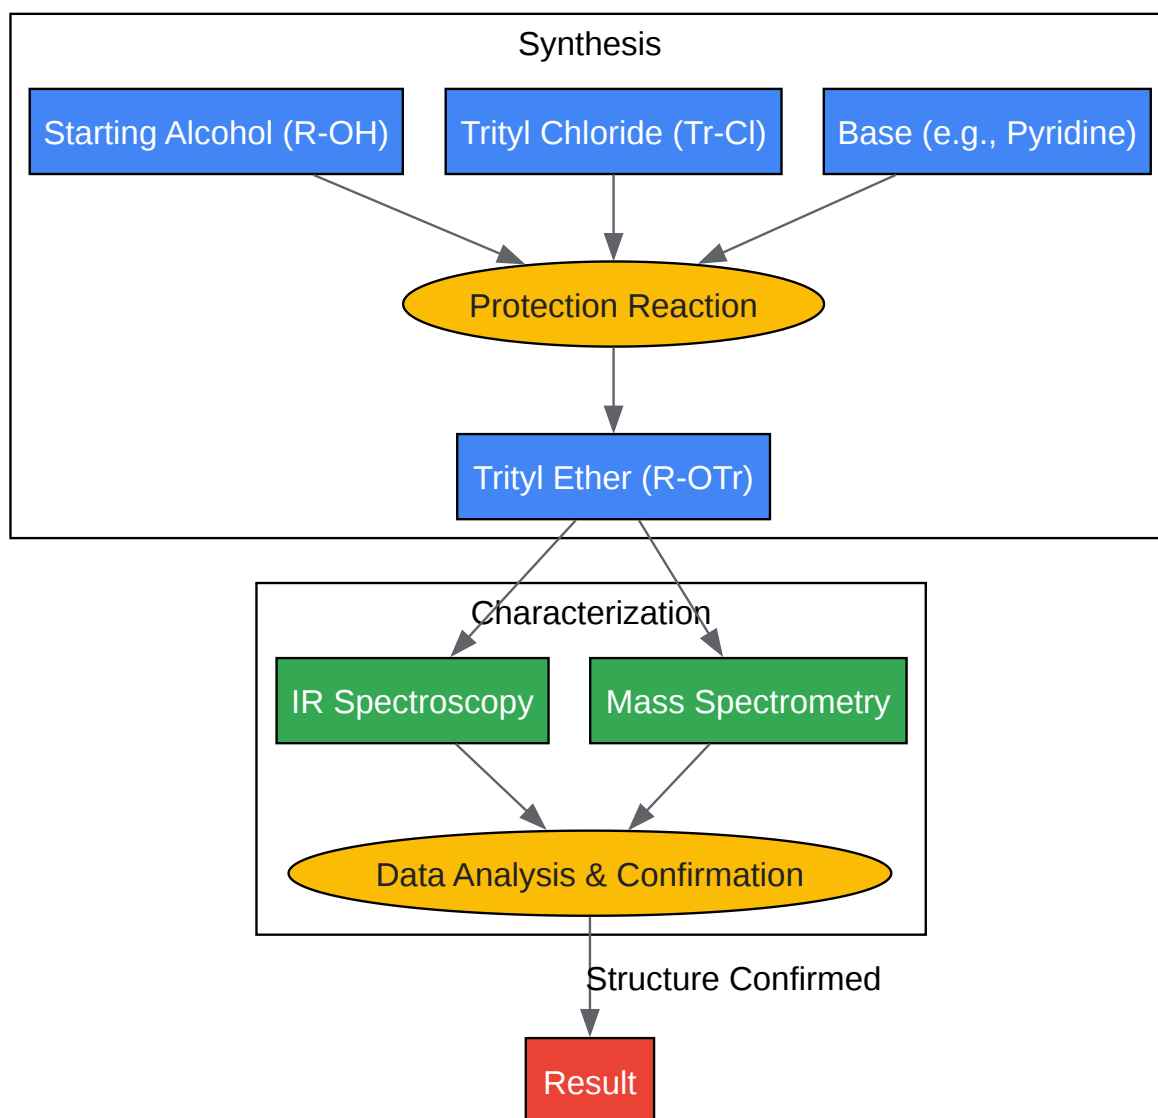 Synthesis
Starting Alcohol (R-OH)
Trityl Chloride (Tr-Cl)
Base (e.g., Pyridine)
Protection Reaction
Trityl Ether (R-OTr)
Characterization
IR Spectroscopy
Mass Spectrometry
Data Analysis & Confirmation
Structure Confirmed
Result